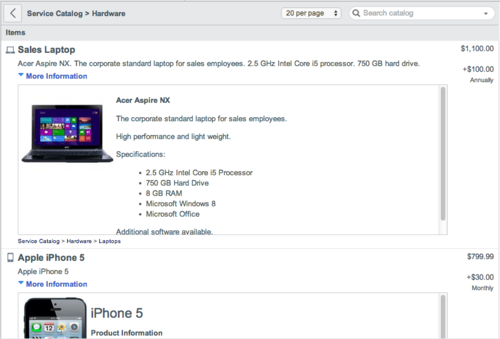 Service Catalog > Hardware
20 per page
Search catalog
Items
Sales Laptop
$1,100.00
Acer Aspire NX. The corporate standard laptop for sales employees. 2.5 GHz Intel Core i5 processor. 750 GB hard drive.
+$100.00
Annually
More Information
Acer Aspire NX
The corporate standard laptop for sales employees.
High performance and light weight.
Specifications:
• 2.5 GHz Intel Core i5 Processor
• 750 GB Hard Drive
• 8 GB RAM
• Microsoft Windows 8
• Microsoft Office
Additional software available.
Service Catalog > Hardware > Laptops
Apple iPhone 5
$799.99
Apple iPhone 5
+$30.00
Monthly
More Information
iPhone 5
Product Information